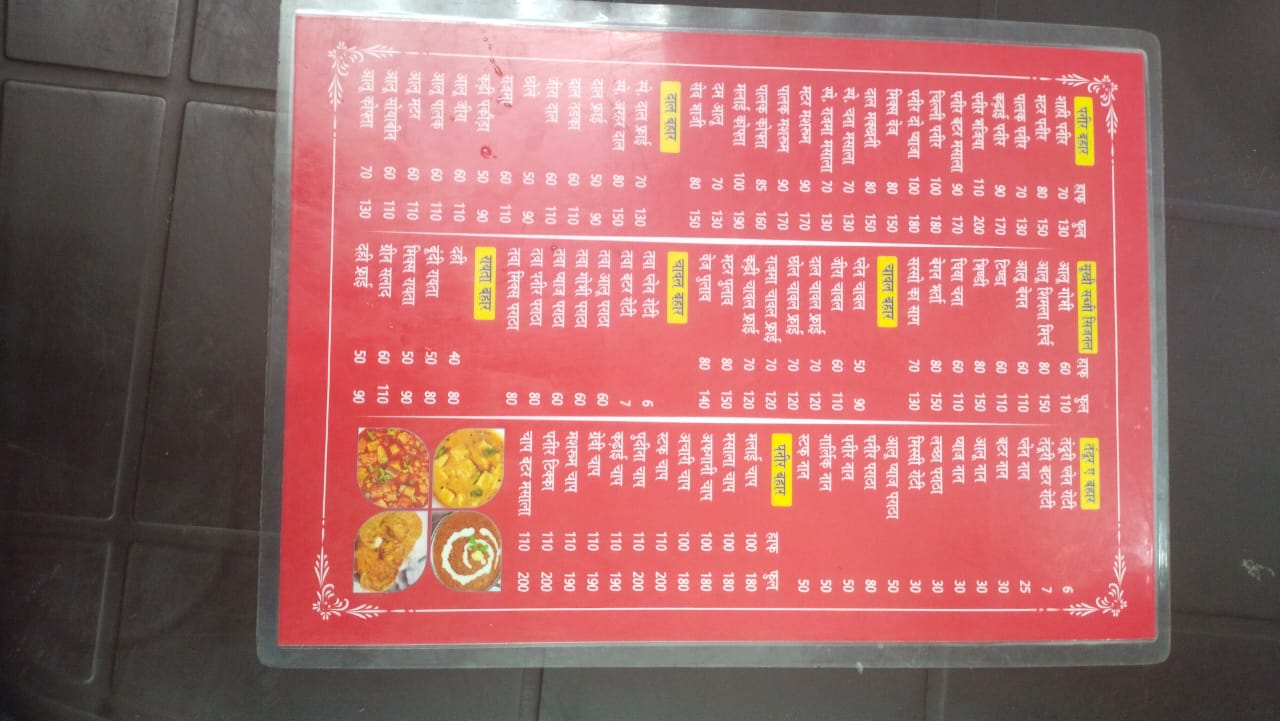 पनीर बहार हाफ फुल
शाही पनीर 70 130
मटर पनीर 80 150
पालक पनीर 70 130
कड़ाई पनीर 90 170
पनीर भुजिया 110 200
पनीर बटर मसाला 90 170
चिल्ली पनीर 100 180
पनीर दो प्याजा 100 180
मिक्स वेज 80 150
दाल मखनी 80 150
स्पे. चना मसाला 70 130
स्पे. राजमा मसाला 70 130
मटर मशरूम 90 170
पालक मशरूम 90 170
पालक कोफ्ता 85 160
मलाई कोफ्ता 100 190
दम आलू 70 130
सेव भाजी 80 150
दाल बहार
स्पे. दाल फ्राई 70 130
स्पे. अरहर दाल 80 150
दाल फ्राई 50 90
दाल तड़का 60 110
जीरा दाल 60 110
छोले 50 90
राजमा 60 110
कढ़ी पकोड़ा 50 90
आलू जीरा 60 110
आलू पालक 60 110
आलू मटर 60 110
आलू सोयाबीन 60 110
आलू कोफ्ता 70 130
सुखी सब्जी सिजनल हाफ फुल
आलू गोभी 60 110
आलू शिमला मिर्च 80 150
आलू बैंगन 60 110
टिण्डा 60 110
भिण्डी 80 150
घिया चना 60 110
बैंगन भर्ता 80 150
सरसों का साग 70 130
चावल बहार
प्लेन चावल 50 90
जीरा चावल 60 110
दाल चावल फ्राई 70 120
छोले चावल फ्राई 70 120
राजमा चावल फ्राई 70 120
कढ़ी चावल फ्राई 70 120
मटर पुलाव 80 150
वेज पुलाव 80 140
चावल बहार
तवा प्लेन रोटी 6
तवा बटर रोटी 7
तवा आलू पराठा 60
तवा गोभी पराठा 60
तवा प्याज पराठा 60
तवा पनीर पराठा 80
तवा मिक्स पराठा 80
रायता बहार
दही 40 80
बूंदी रायता 50 80
मिक्स रायता 50 90
ग्रीन सलाद 60 110
दही फ्राई 50 90
तंदूर ए बहार
तंदूरी प्लेन रोटी 6
तंदूरी बटर रोटी 7
प्लेन नान 25
बटर नान 30
आलू नान 30
प्याज नान 30
लच्छा पराठा 30
मिस्सी रोटी 30
आलू प्याज पराठा 50
पनीर पराठा 80
पनीर नान 50
गार्लिक नान 50
स्टफ नान 50
पनीर बहार हाफ फुल
मलाई चाप 100 180
मसाला चाप 100 180
अफगानी चाप 100 180
अचारी चाप 100 180
स्टफ चाप 110 200
पुदीना चाप 110 200
कढ़ाई चाप 110 190
ग्रेवी चाप 110 190
मशरूम चाप 110 190
पनीर टिक्का 110 200
चाप बटर मसाला 110 200